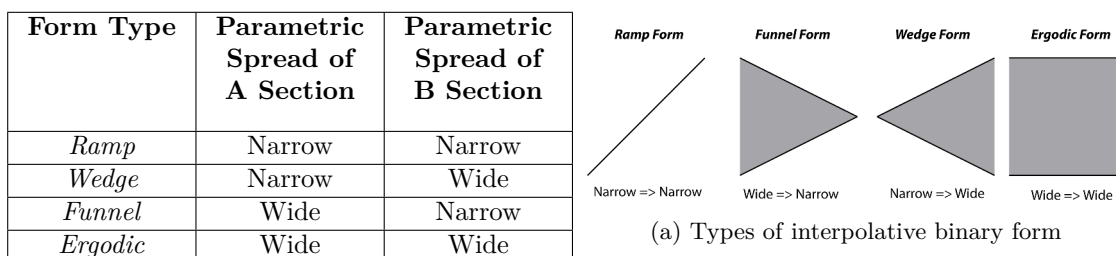 Form Type Parametric Parametric
Spread of Spread of
A Section B Section
Ramp Narrow Narrow
Wedge Narrow Wide
Funnel Wide Narrow
Ergodic Wide Wide
Ramp Form Funnel Form Wedge Form Ergodic Form
Narrow => Narrow Wide => Narrow Narrow => Wide Wide => Wide
(a) Types of interpolative binary form